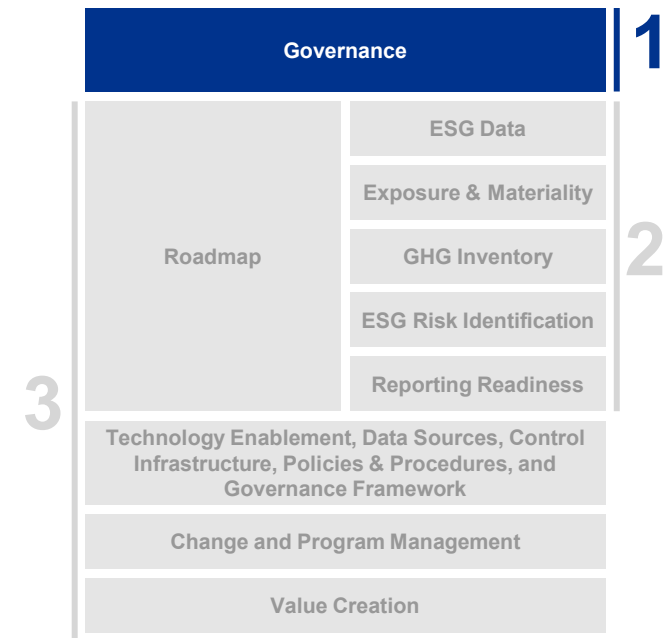 Governance
1
ESG Data
Exposure & Materiality
Roadmap
GHG Inventory
2
ESG Risk Identification
Reporting Readiness
3
Technology Enablement, Data Sources, Control
Infrastructure, Policies & Procedures, and
Governance Framework
Change and Program Management
Value Creation